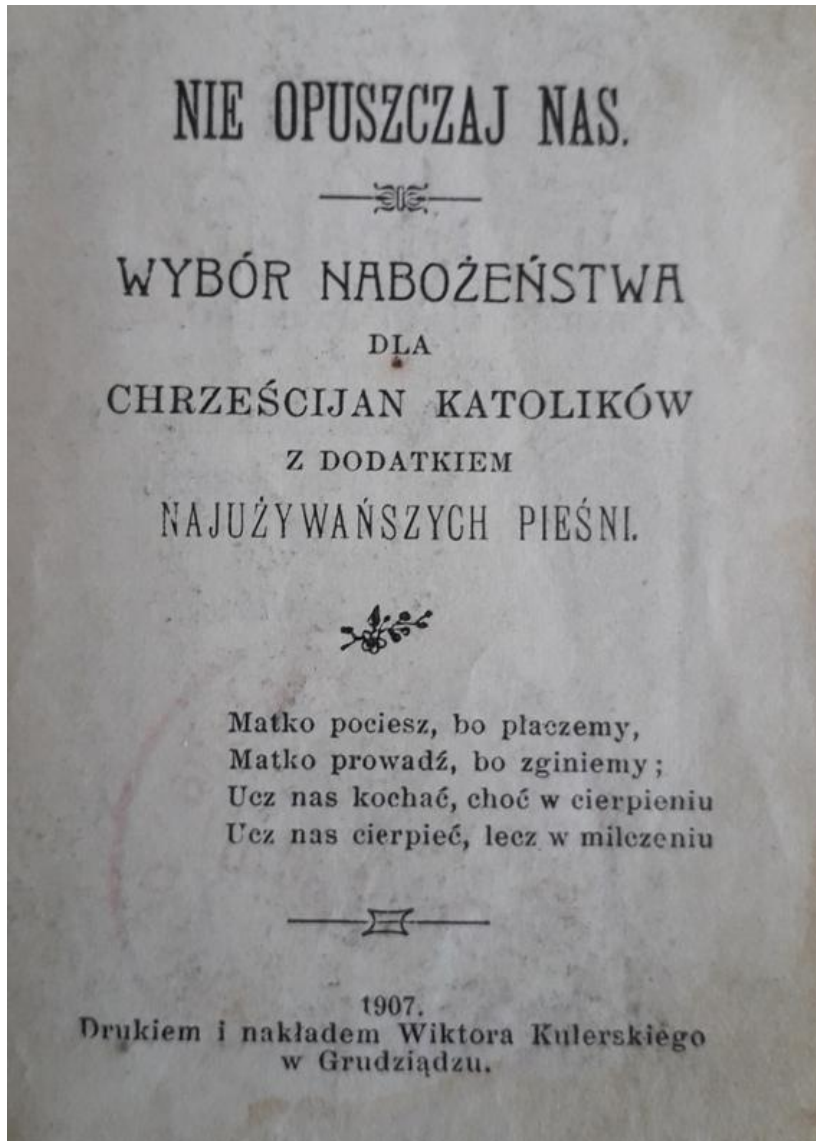 NIE OPUSZCZAJ NAS.
WYBÓR NABOŻEŃSTWA
DLA
CHRZEŚCIJAN KATOLIKÓW
Z DODATKIEM
NAJUŻYWAŃSZYCH PIEŚNI.
Matko pociesz, bo płaczemy,
Matko prowadź, bo zginiemy;
Ucz nas kochać, choć w cierpieniu
Ucz nas cierpieć, lecz w milczeniu
1907.
Drukiem i nakładem Wiktora Kulerskiego
w Grudziądzu.